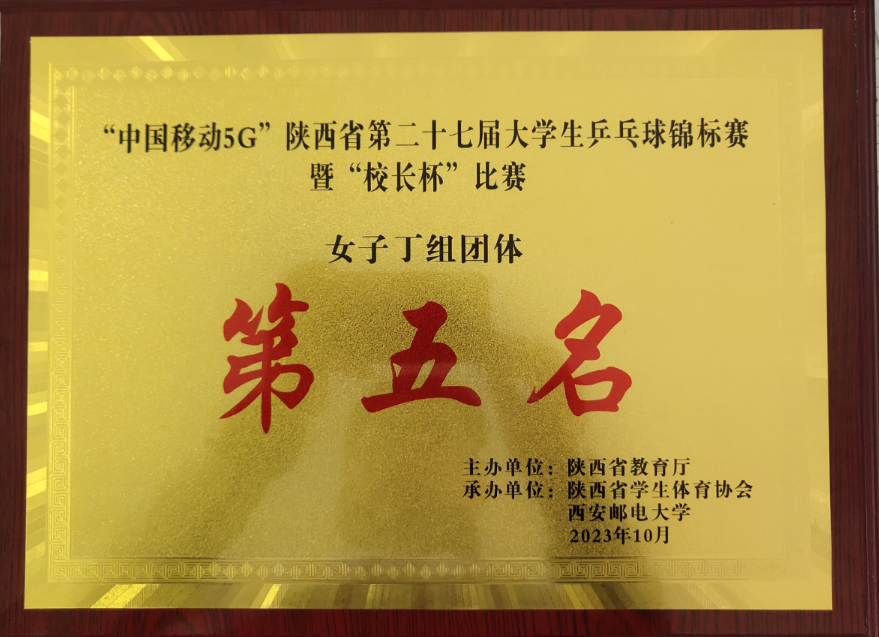 “中国移动5G”陕西省第二十七届大学生乒乓球锦标赛
暨“校长杯”比赛
女子丁组团体
第五名
主办单位：陕西省教育厅
承办单位：陕西省学生体育协会
西安邮电大学
2023年10月